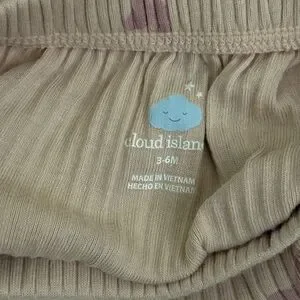 cloud island
3-6M
MADE IN VIETNAM
HECHO EN VIETNAM